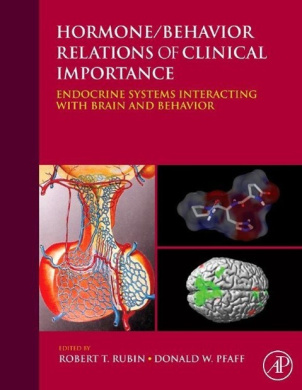 HORMONE/BEHAVIOR
RELATIONS OF CLINICAL
IMPORTANCE
ENDOCRINE SYSTEMS INTERACTING
WITH BRAIN AND BEHAVIOR
EDITED BY
ROBERT T. RUBIN · DONALD W. PFAFF
AP